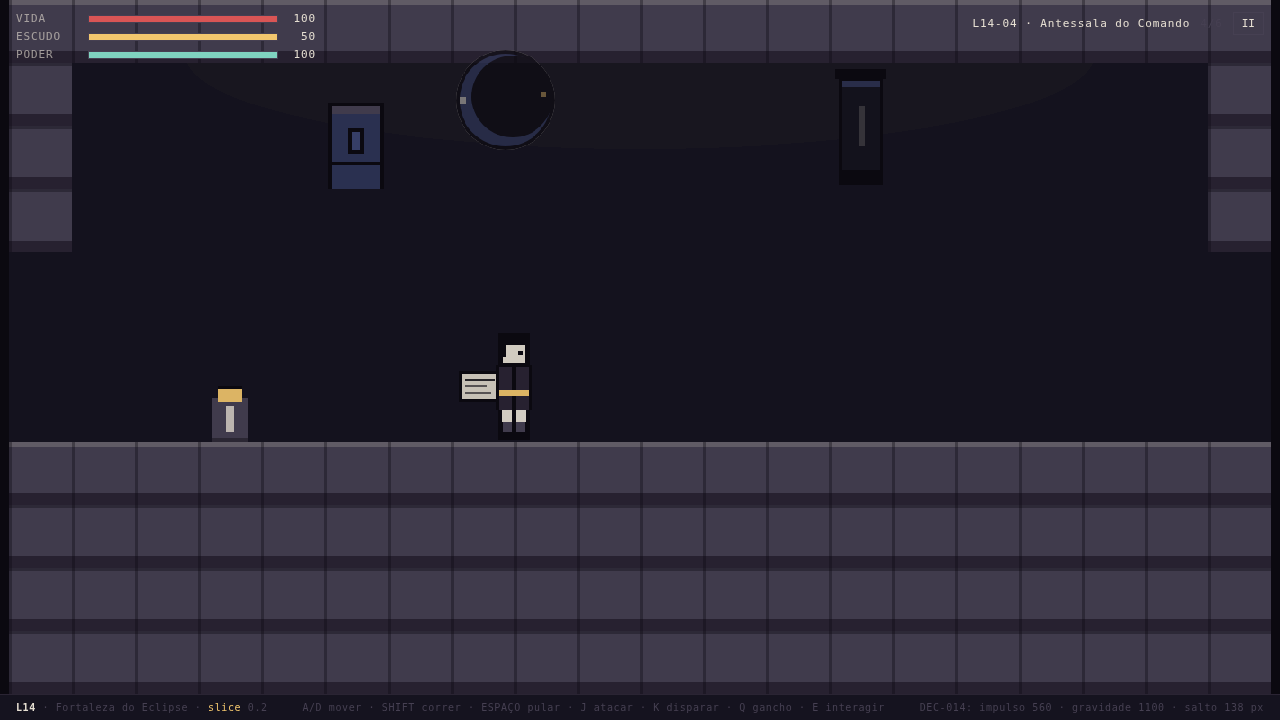 VIDA 100
ESCUDO 50
PODER 100
L14-04 · Antessala do Comando
II
L14 · Fortaleza do Eclipse · slice 0.2
A/D mover · SHIFT correr · ESPAÇO pular · J atacar · K disparar · Q gancho · E interagir
DEC-014: impulso 560 · gravidade 1100 · salto 138 px